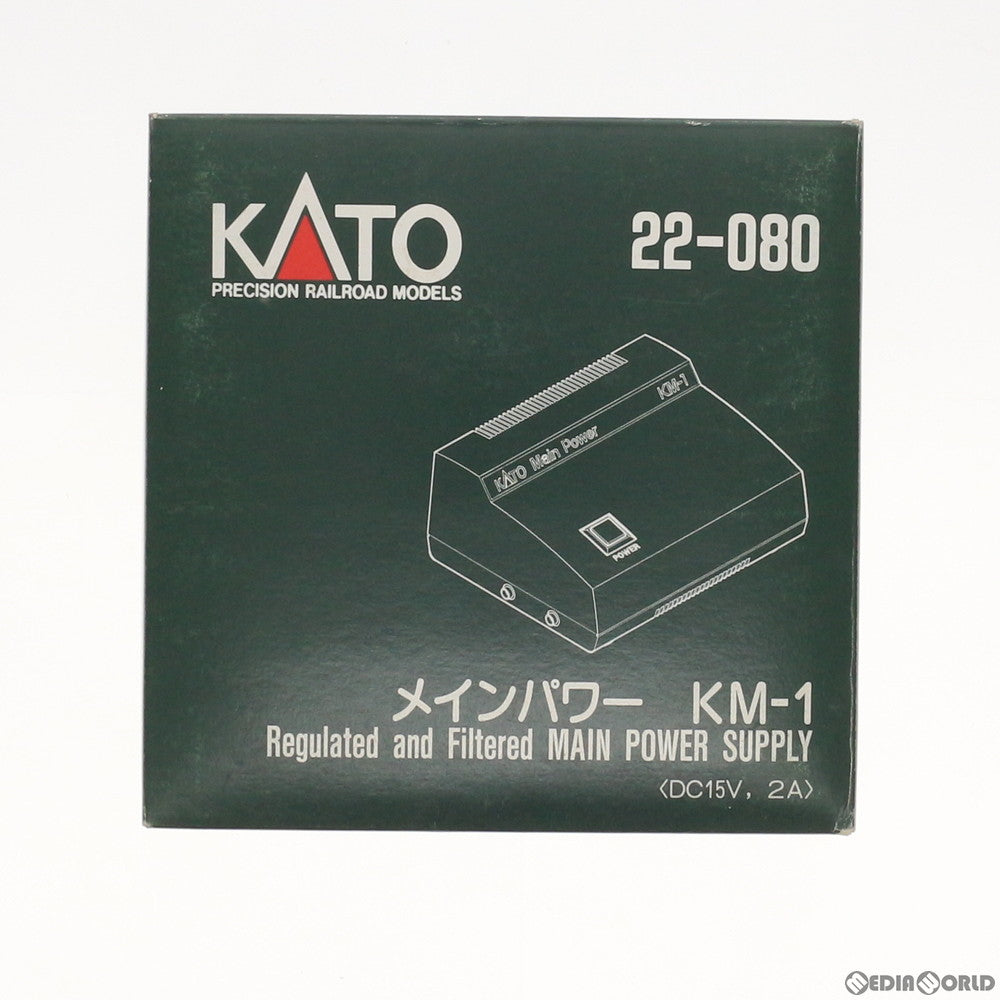 KATO
PRECISION RAILROAD MODELS
22-080
KATO Main Power KM-1
POWER
メインパワー KM-1
Regulated and Filtered MAIN POWER SUPPLY
〈DC15V, 2A〉
MEDIAWORLD